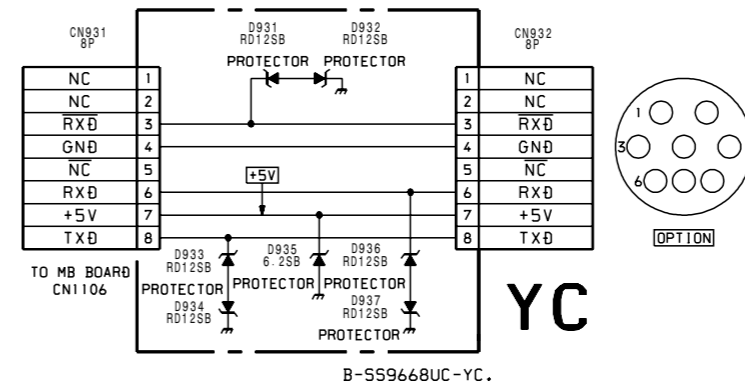 CN931
8P
D931
RD12SB
D932
RD12SB
PROTECTOR
PROTECTOR
CN932
8P
NC 1
NC 2
RXD 3
GND 4
NC 5
RXD 6
+5V 7
TXD 8
+5V
1 NC
2 NC
3 RXD
4 GND
5 NC
6 RXD
7 +5V
8 TXD
1
3
6
OPTION
TO MB BOARD
CN1106
D933
RD12SB
PROTECTOR
D934
RD12SB
D935
6.2SB
PROTECTOR
D936
RD12SB
PROTECTOR
D937
RD12SB
PROTECTOR
YC
B-SS9668UC-YC.